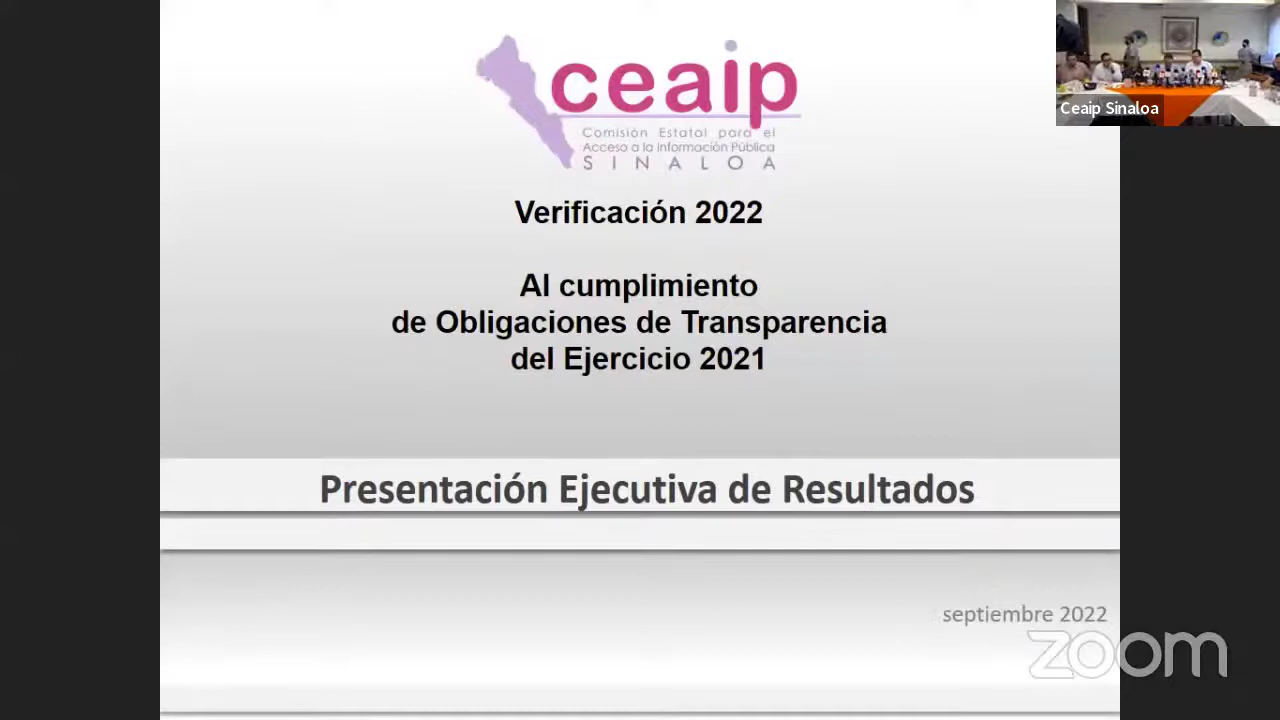 ceaip
Comisión Estatal para el
Acceso a la Información Pública
SINALOA
Ceaip Sinaloa
Verificación 2022
Al cumplimiento
de Obligaciones de Transparencia
del Ejercicio 2021
Presentación Ejecutiva de Resultados
septiembre 2022
zoom